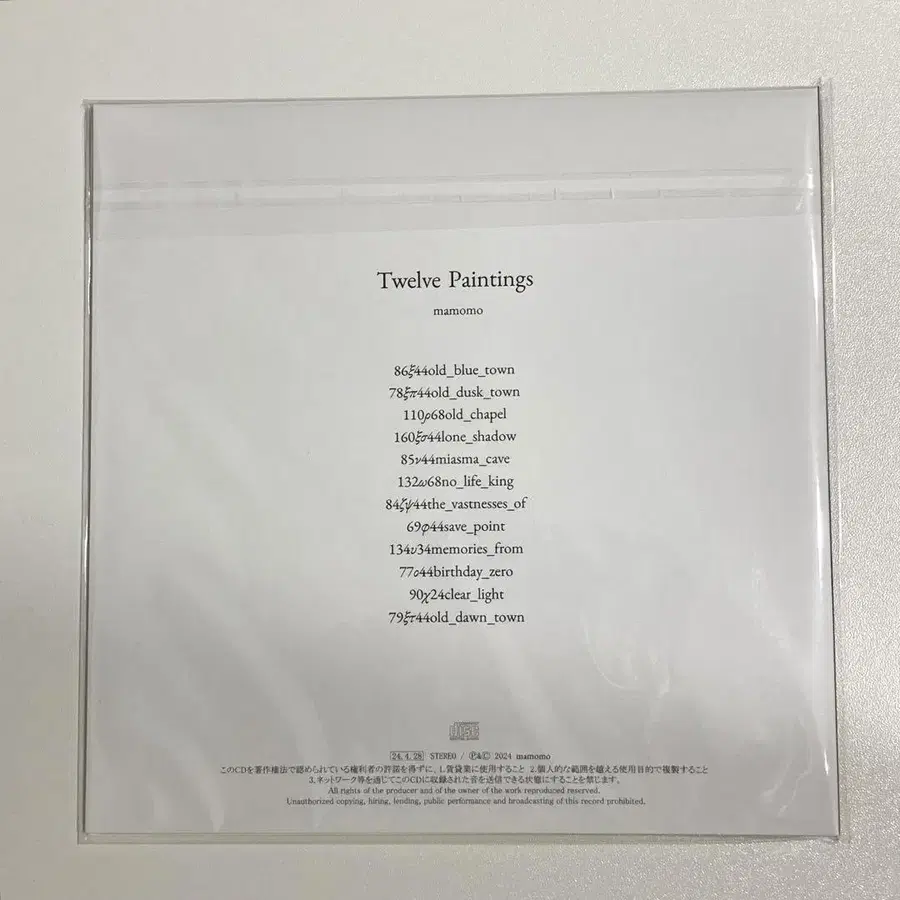 Twelve Paintings
mamomo
86ξ44old_blue_town
78ξπ44old_dusk_town
110ρ68old_chapel
160ξσ44lone_shadow
85ν44miasma_cave
132ω68no_life_king
84ζψ44the_vastnesses_of
69φ44save_point
134υ34memories_from
77ο44birthday_zero
90χ24clear_light
79ξτ44old_dawn_town
24.4.28 STEREO / Ⓟ&Ⓒ 2024 mamomo
このCDを著作権法で認められている権利者の許諾を得ずに、1.賃貸業に使用すること 2.個人的な範囲を越える使用目的で複製すること
3.ネットワーク等を通じてこのCDに収録された音を送信できる状態にすることを禁じます。
All rights of the producer and of the owner of the work reproduced reserved.
Unauthorized copying, hiring, lending, public performance and broadcasting of this record prohibited.